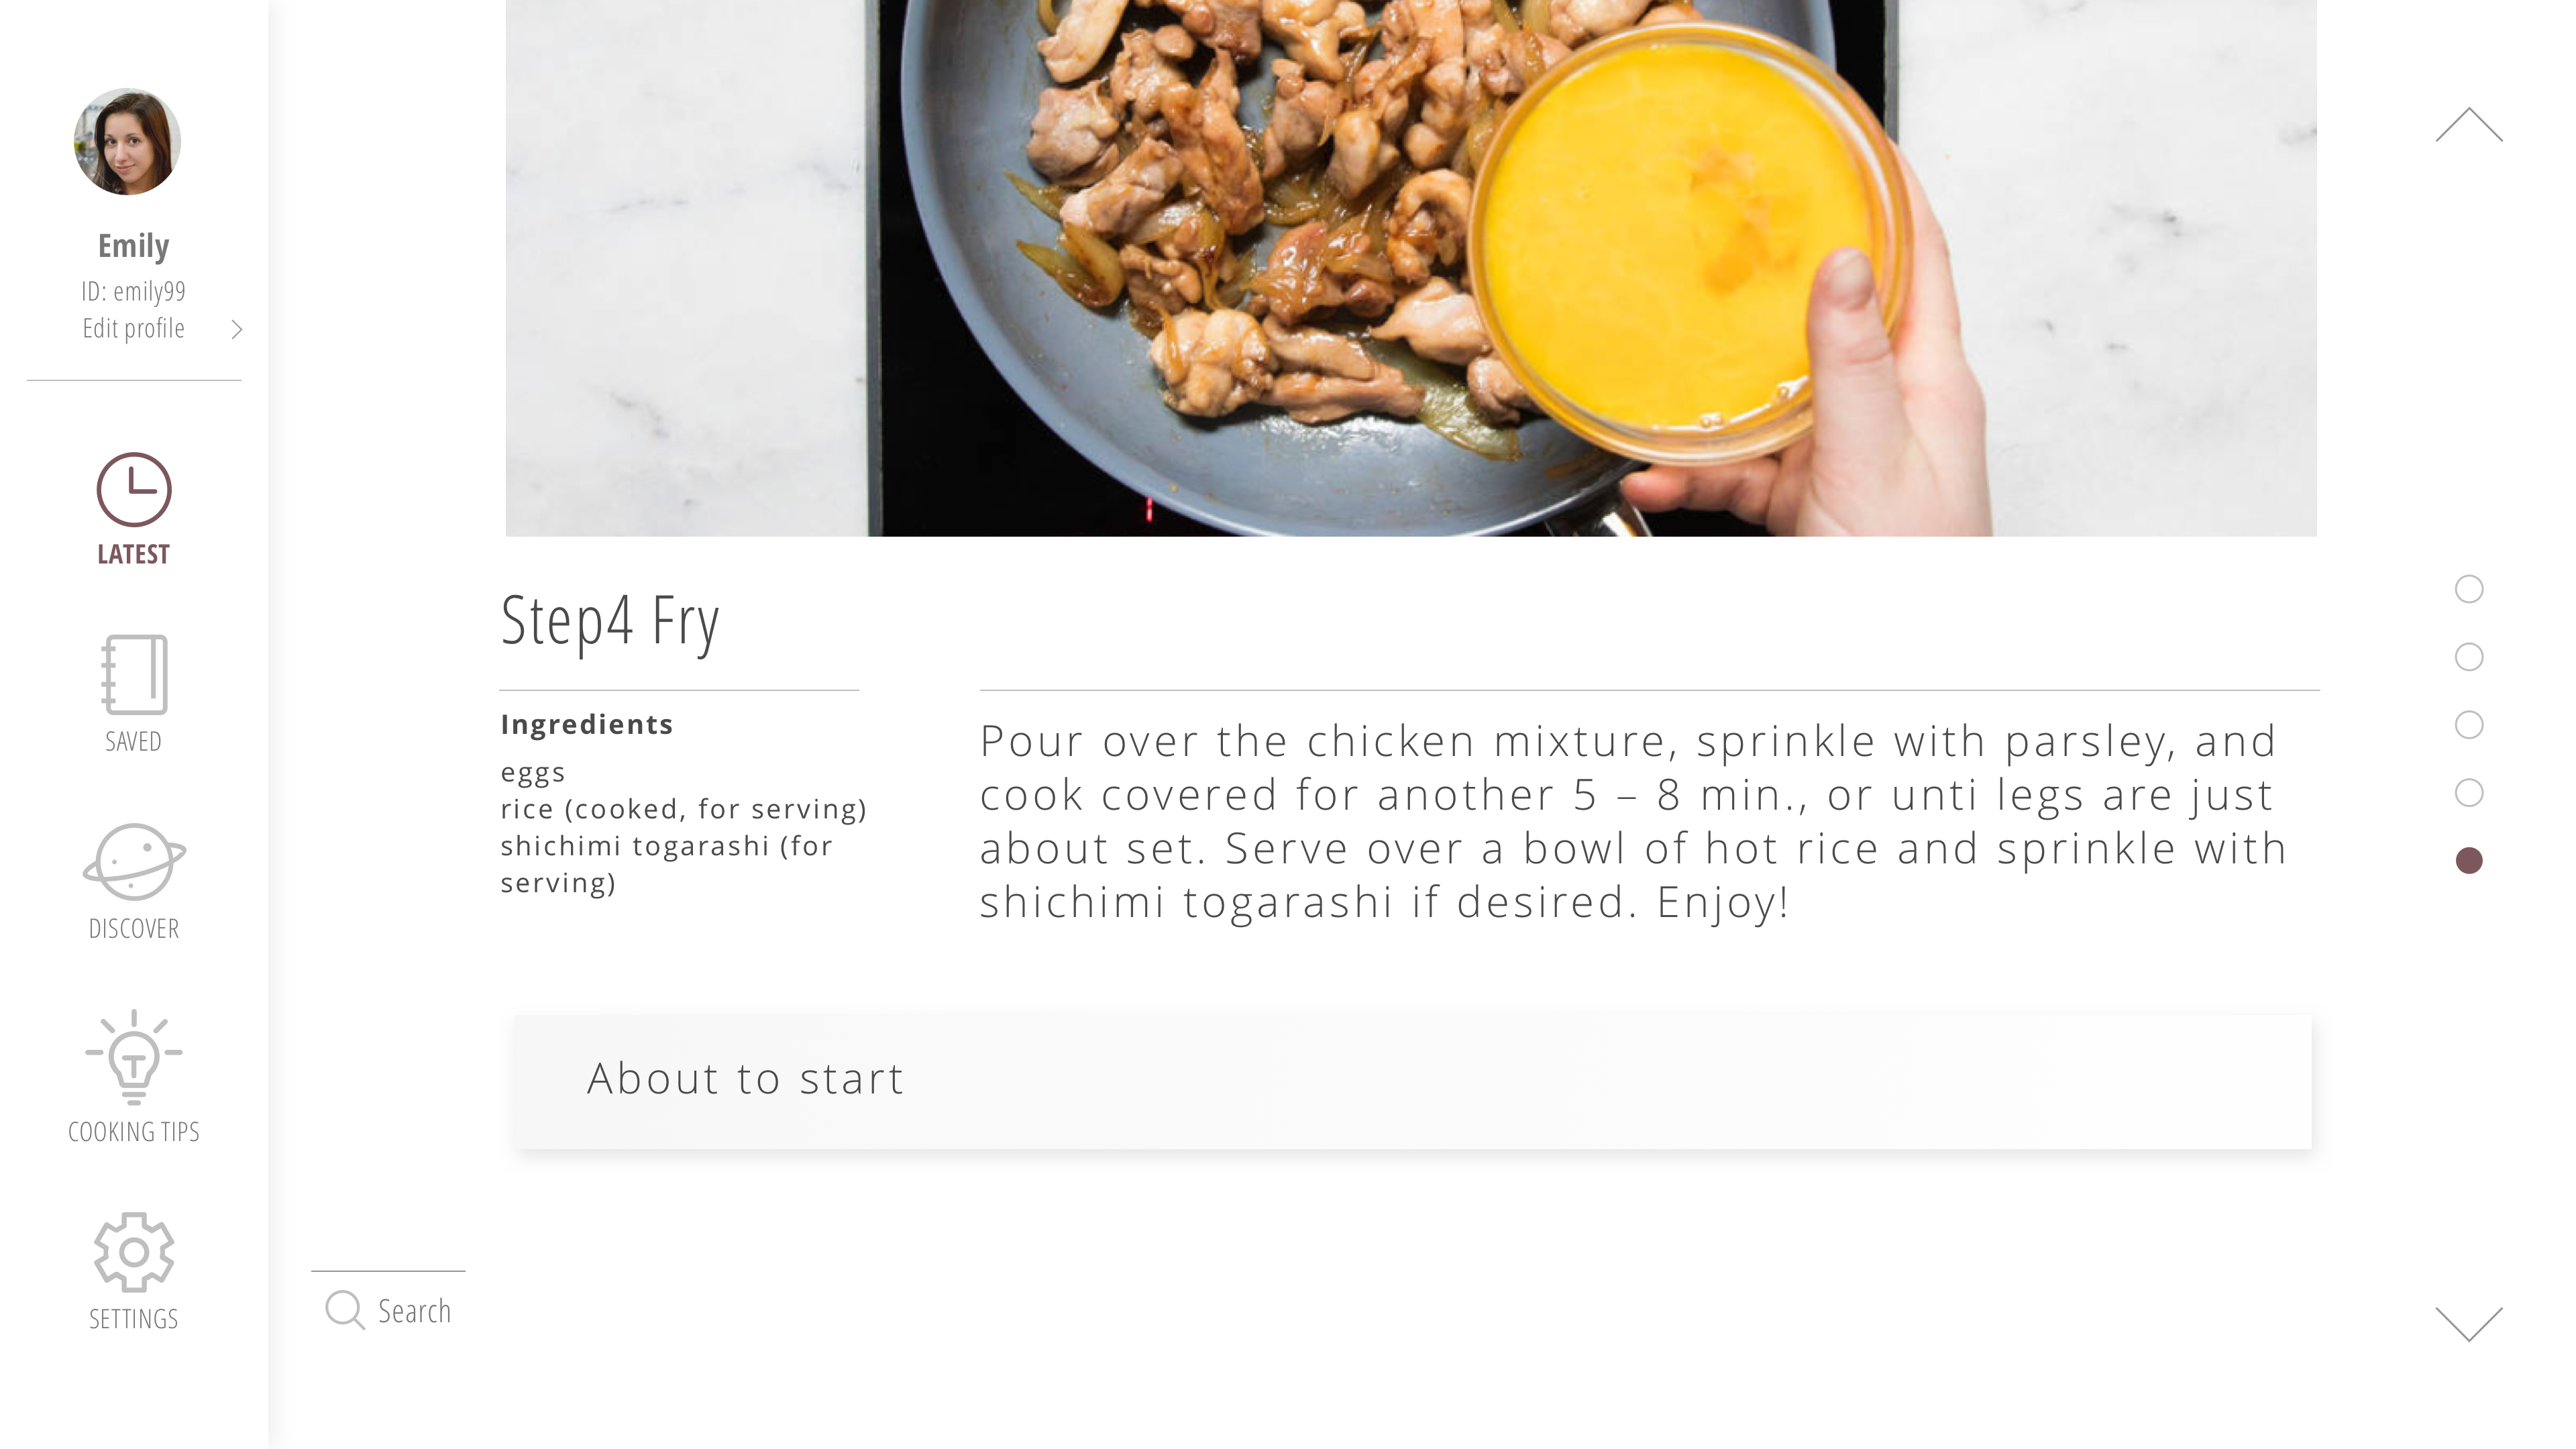 Emily
ID: emily99
Edit profile
LATEST
SAVED
DISCOVER
COOKING TIPS
SETTINGS
Search
Step4 Fry
Ingredients
eggs
rice (cooked, for serving)
shichimi togarashi (for
serving)
Pour over the chicken mixture, sprinkle with parsley, and
cook covered for another 5 – 8 min., or unti legs are just
about set. Serve over a bowl of hot rice and sprinkle with
shichimi togarashi if desired. Enjoy!
About to start